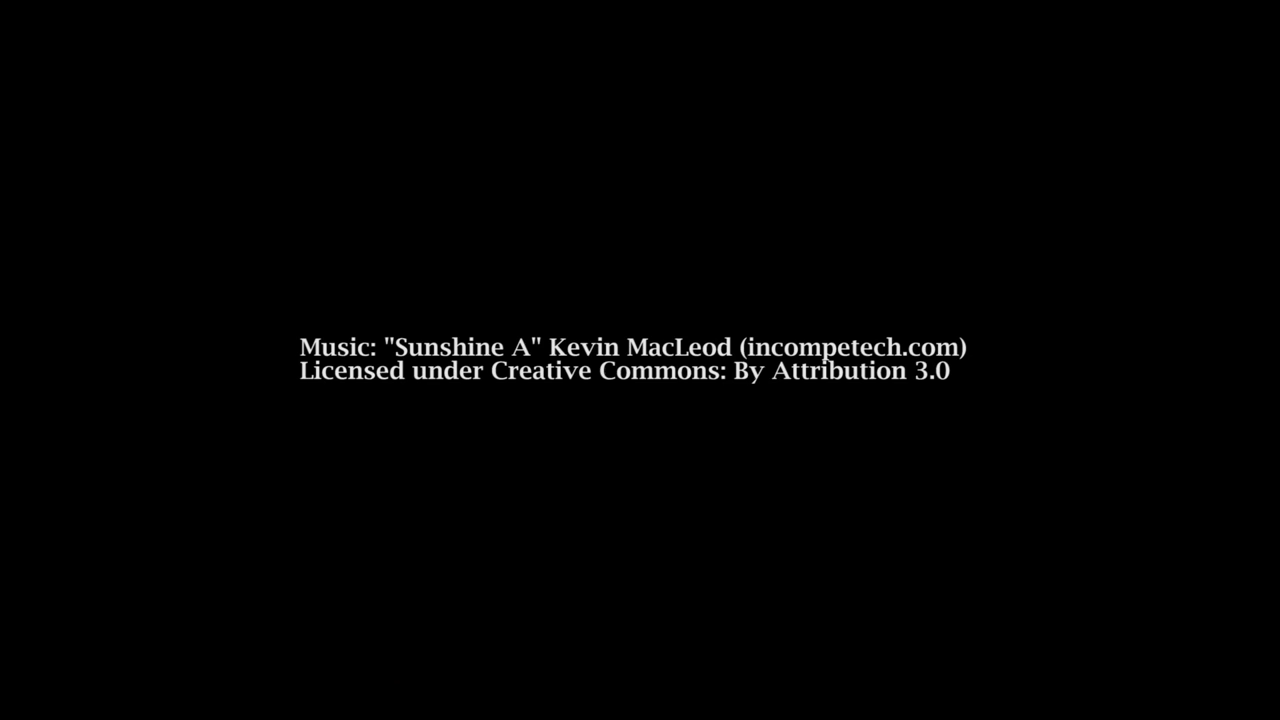 Music: "Sunshine A" Kevin MacLeod (incompetech.com)
Licensed under Creative Commons: By Attribution 3.0